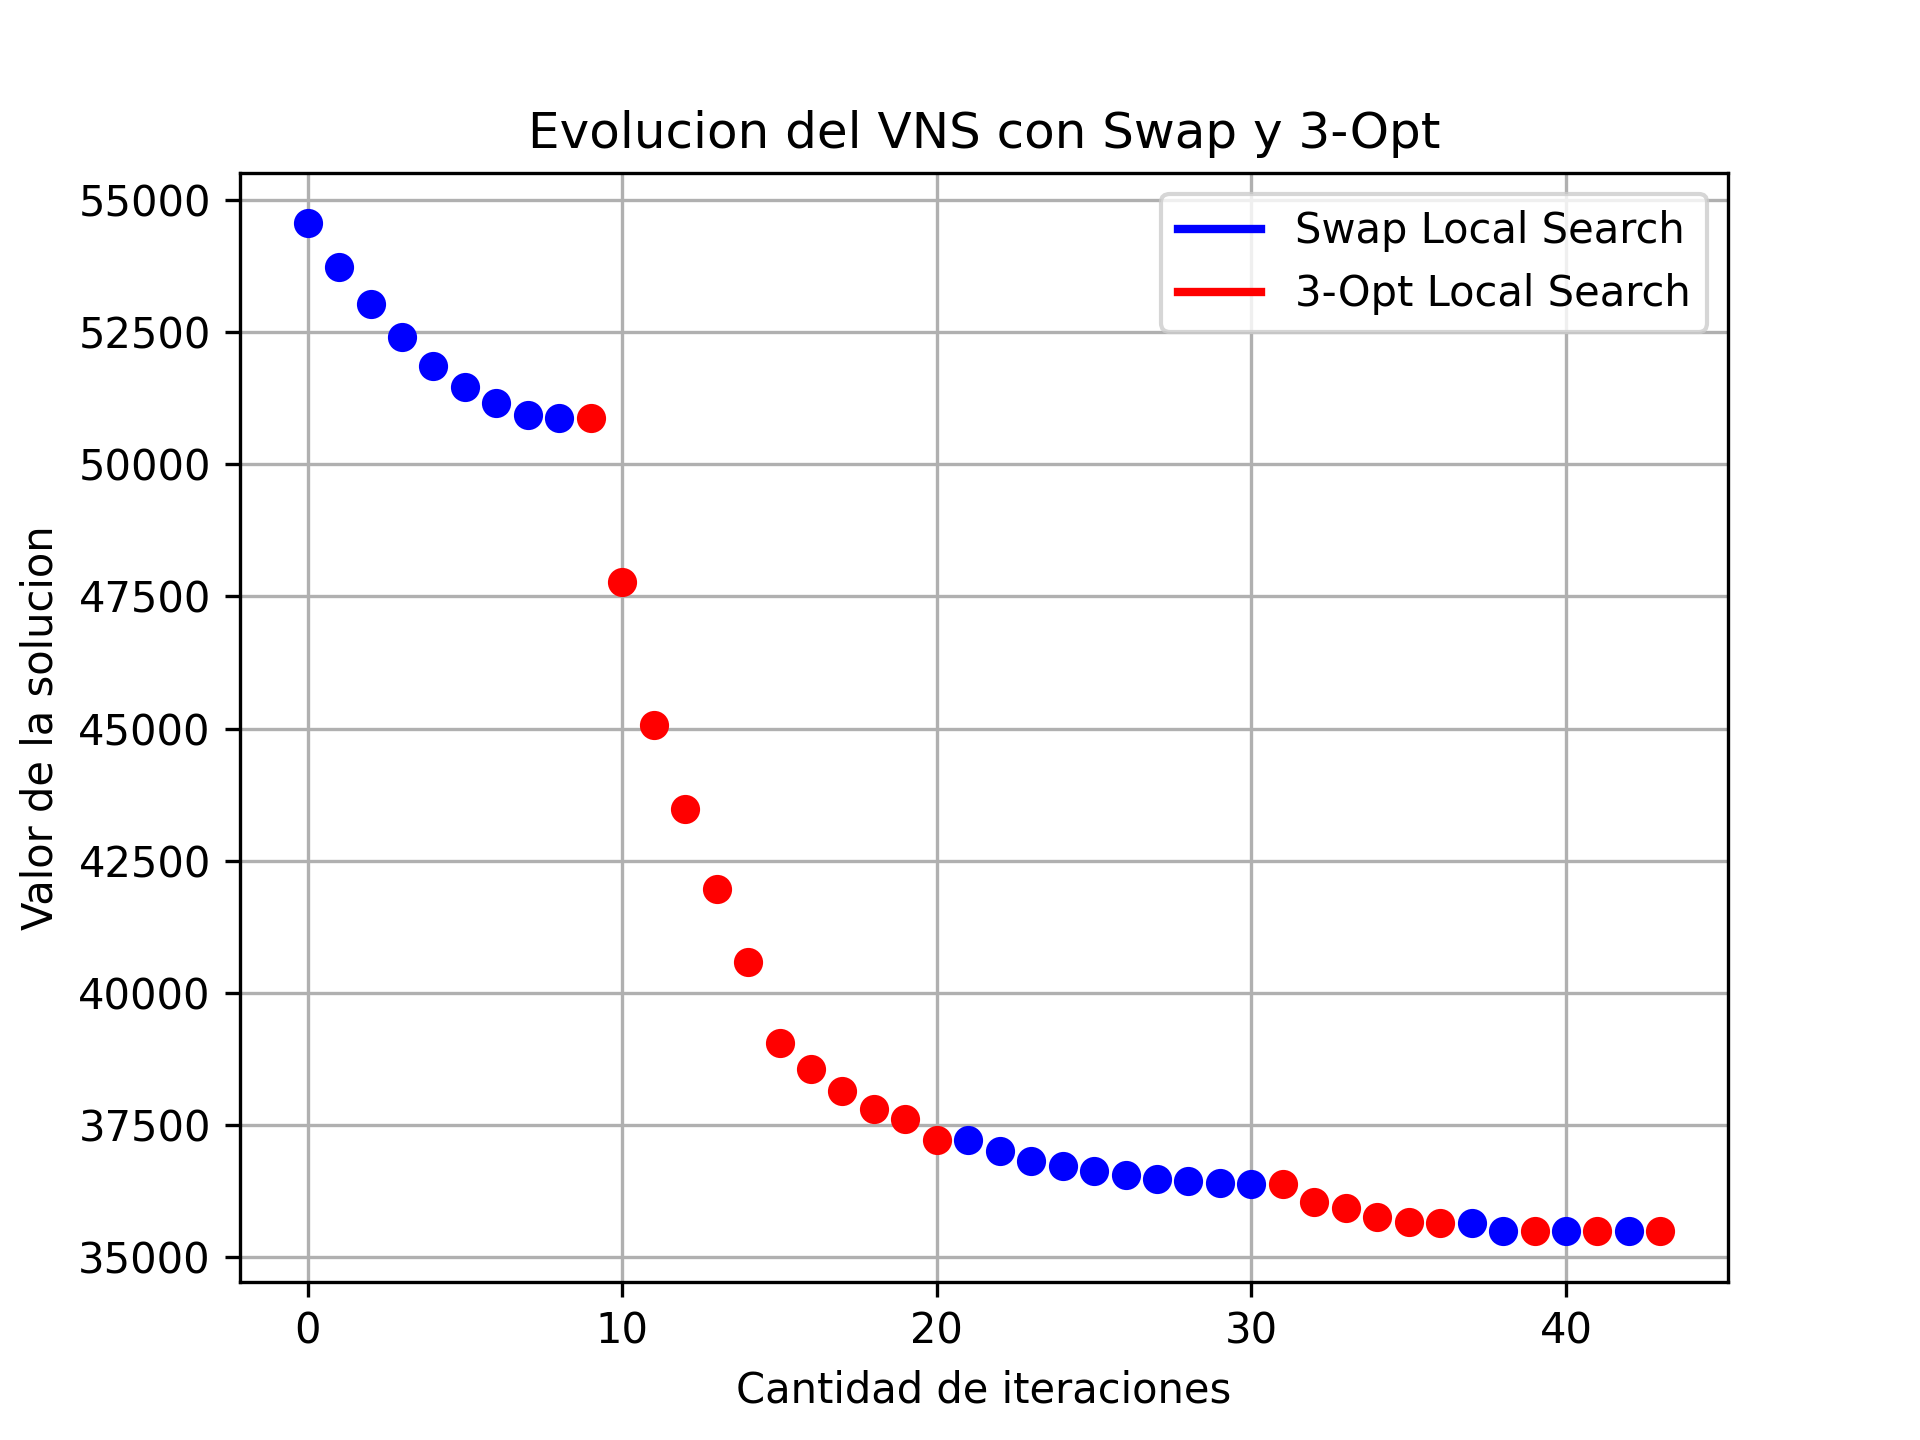 Evolucion del VNS con Swap y 3-Opt
Swap Local Search
3-Opt Local Search
Valor de la solucion
55000
52500
50000
47500
45000
42500
40000
37500
35000
0 10 20 30 40
Cantidad de iteraciones